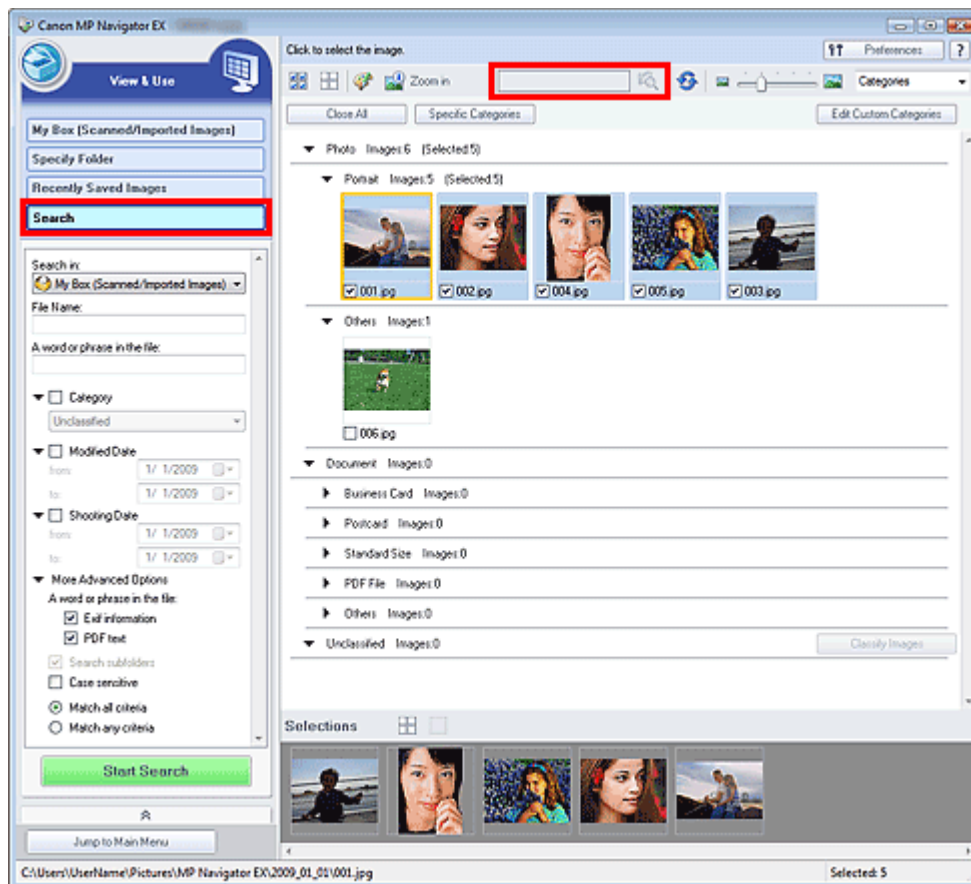 Canon MP Navigator EX
View & Use
My Box (Scanned/Imported Images)
Specify Folder
Recently Saved Images
Search
Search in:
My Box (Scanned/Imported Images)
File Name:
A word or phrase in the file:
Category
Unclassified
Modified Date
from: 1/ 1/2009
to: 1/ 1/2009
Shooting Date
from: 1/ 1/2009
to: 1/ 1/2009
More Advanced Options
A word or phrase in the file:
Exif information
PDF text
Search subfolders
Case sensitive
Match all criteria
Match any criteria
Start Search
Jump to Main Menu
Click to select the image.
Preferences ?
Zoom in
Categories
Close All Specific Categories Edit Custom Categories
Photo Images:6 (Selected:5)
Portrait Images:5 (Selected:5)
001.jpg 002.jpg 004.jpg 005.jpg 003.jpg
Others Images:1
006.jpg
Document Images:0
Business Card Images:0
Postcard Images:0
Standard Size Images:0
PDF File Images:0
Others Images:0
Unclassified Images:0 Classify Images
Selections
C:\Users\UserName\Pictures\MP Navigator EX\2009_01_01\001.jpg Selected: 5